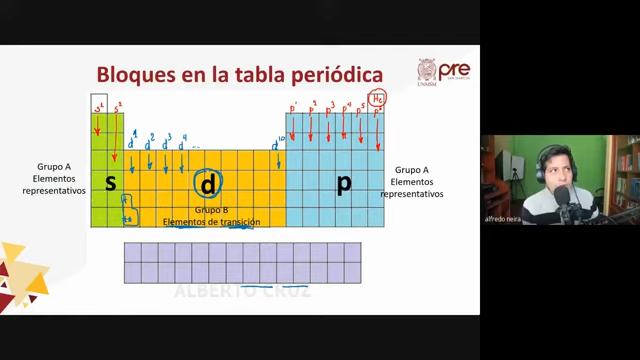 Bloques en la tabla periódica
UNMSM
pre
SAN MARCOS
He
s¹ s²
p¹ p² p³ p⁴ p⁵ p⁶
d¹ d² d³ d⁴ ... d¹⁰
Grupo A
Elementos
representativos
s
d
p
Grupo A
Elementos
representativos
Grupo B
Elementos de transición
ALBERTO CRUZ
alfredo neira